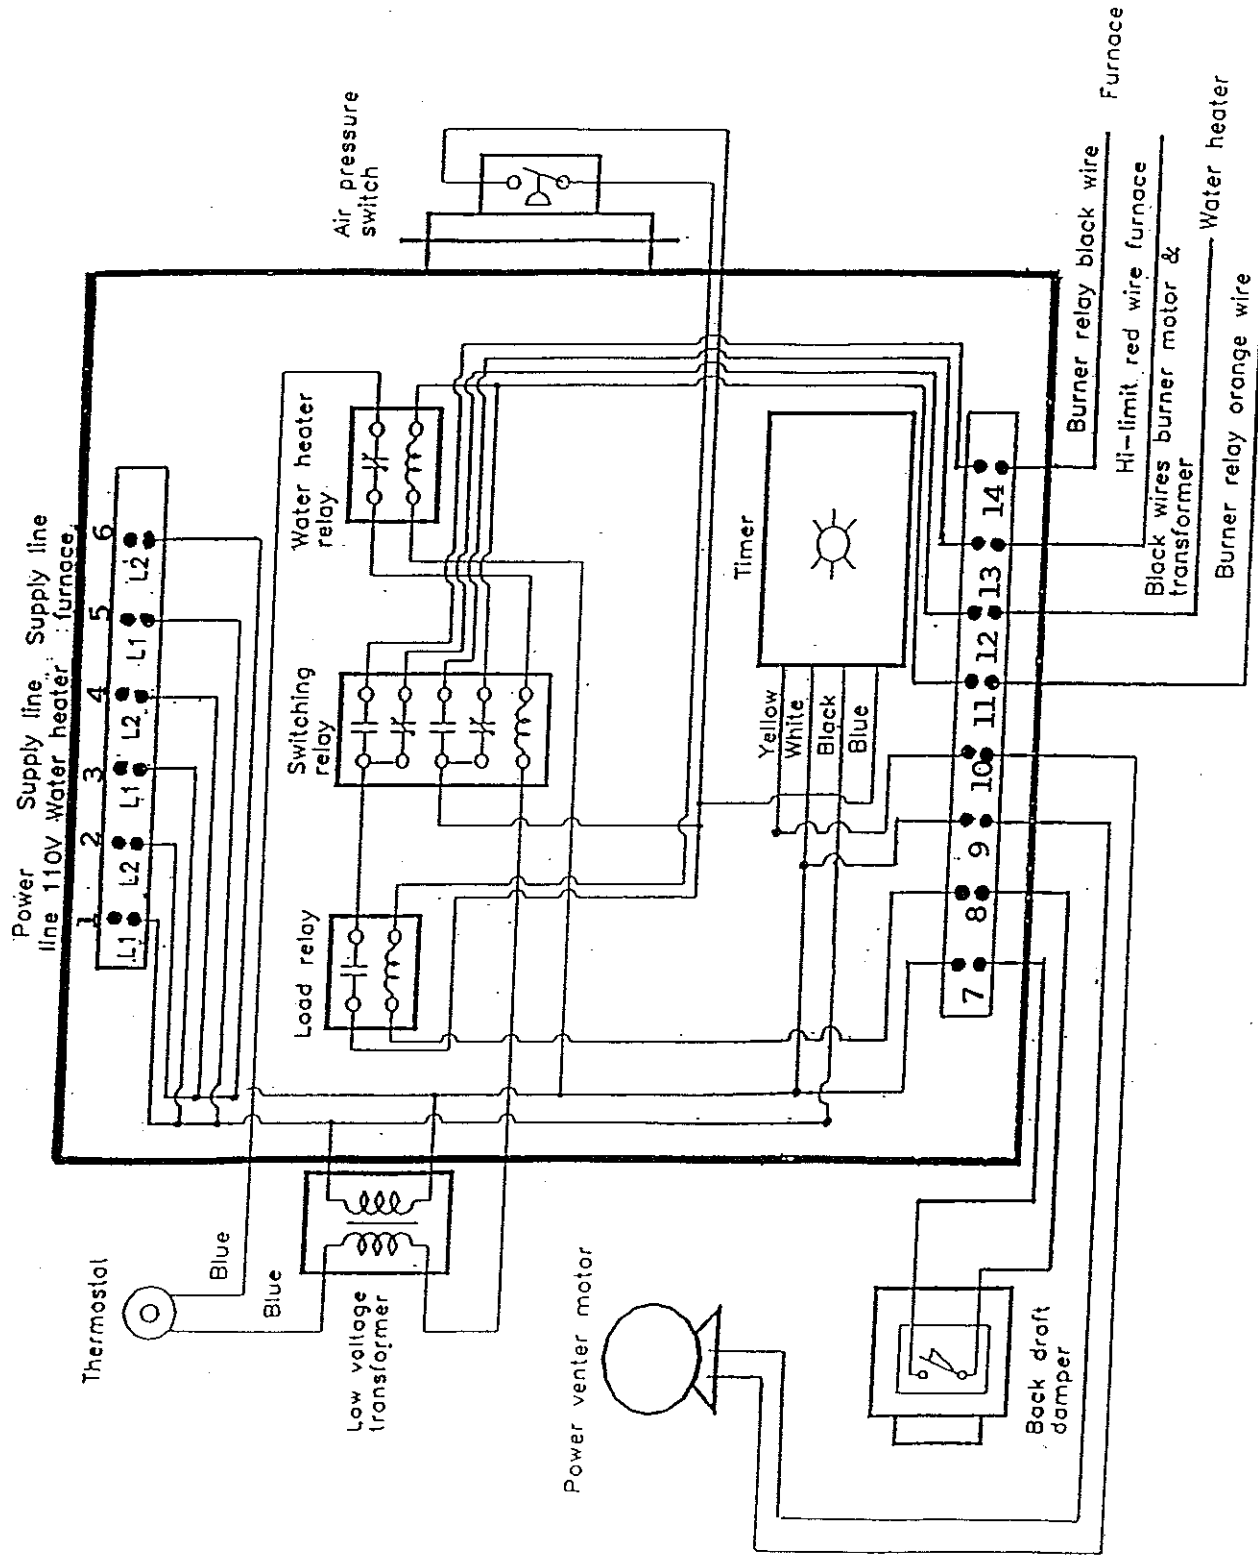 Power
line 110V
Supply line
Water heater
Supply line
furnace
1 2 3 4 5 6
L1 L2 L1 L2 L1 L2
Thermostat
Blue
Blue
Low voltage
transformer
Load relay
Switching
relay
Water heater
relay
Air pressure
switch
Power venter motor
Timer
Yellow
White
Black
Blue
7 8 9 10 11 12 13 14
Back draft
damper
Burner relay black wire
Furnace
Hi-limit red wire furnace
Black wires burner motor &
transformer
Water heater
Burner relay orange wire